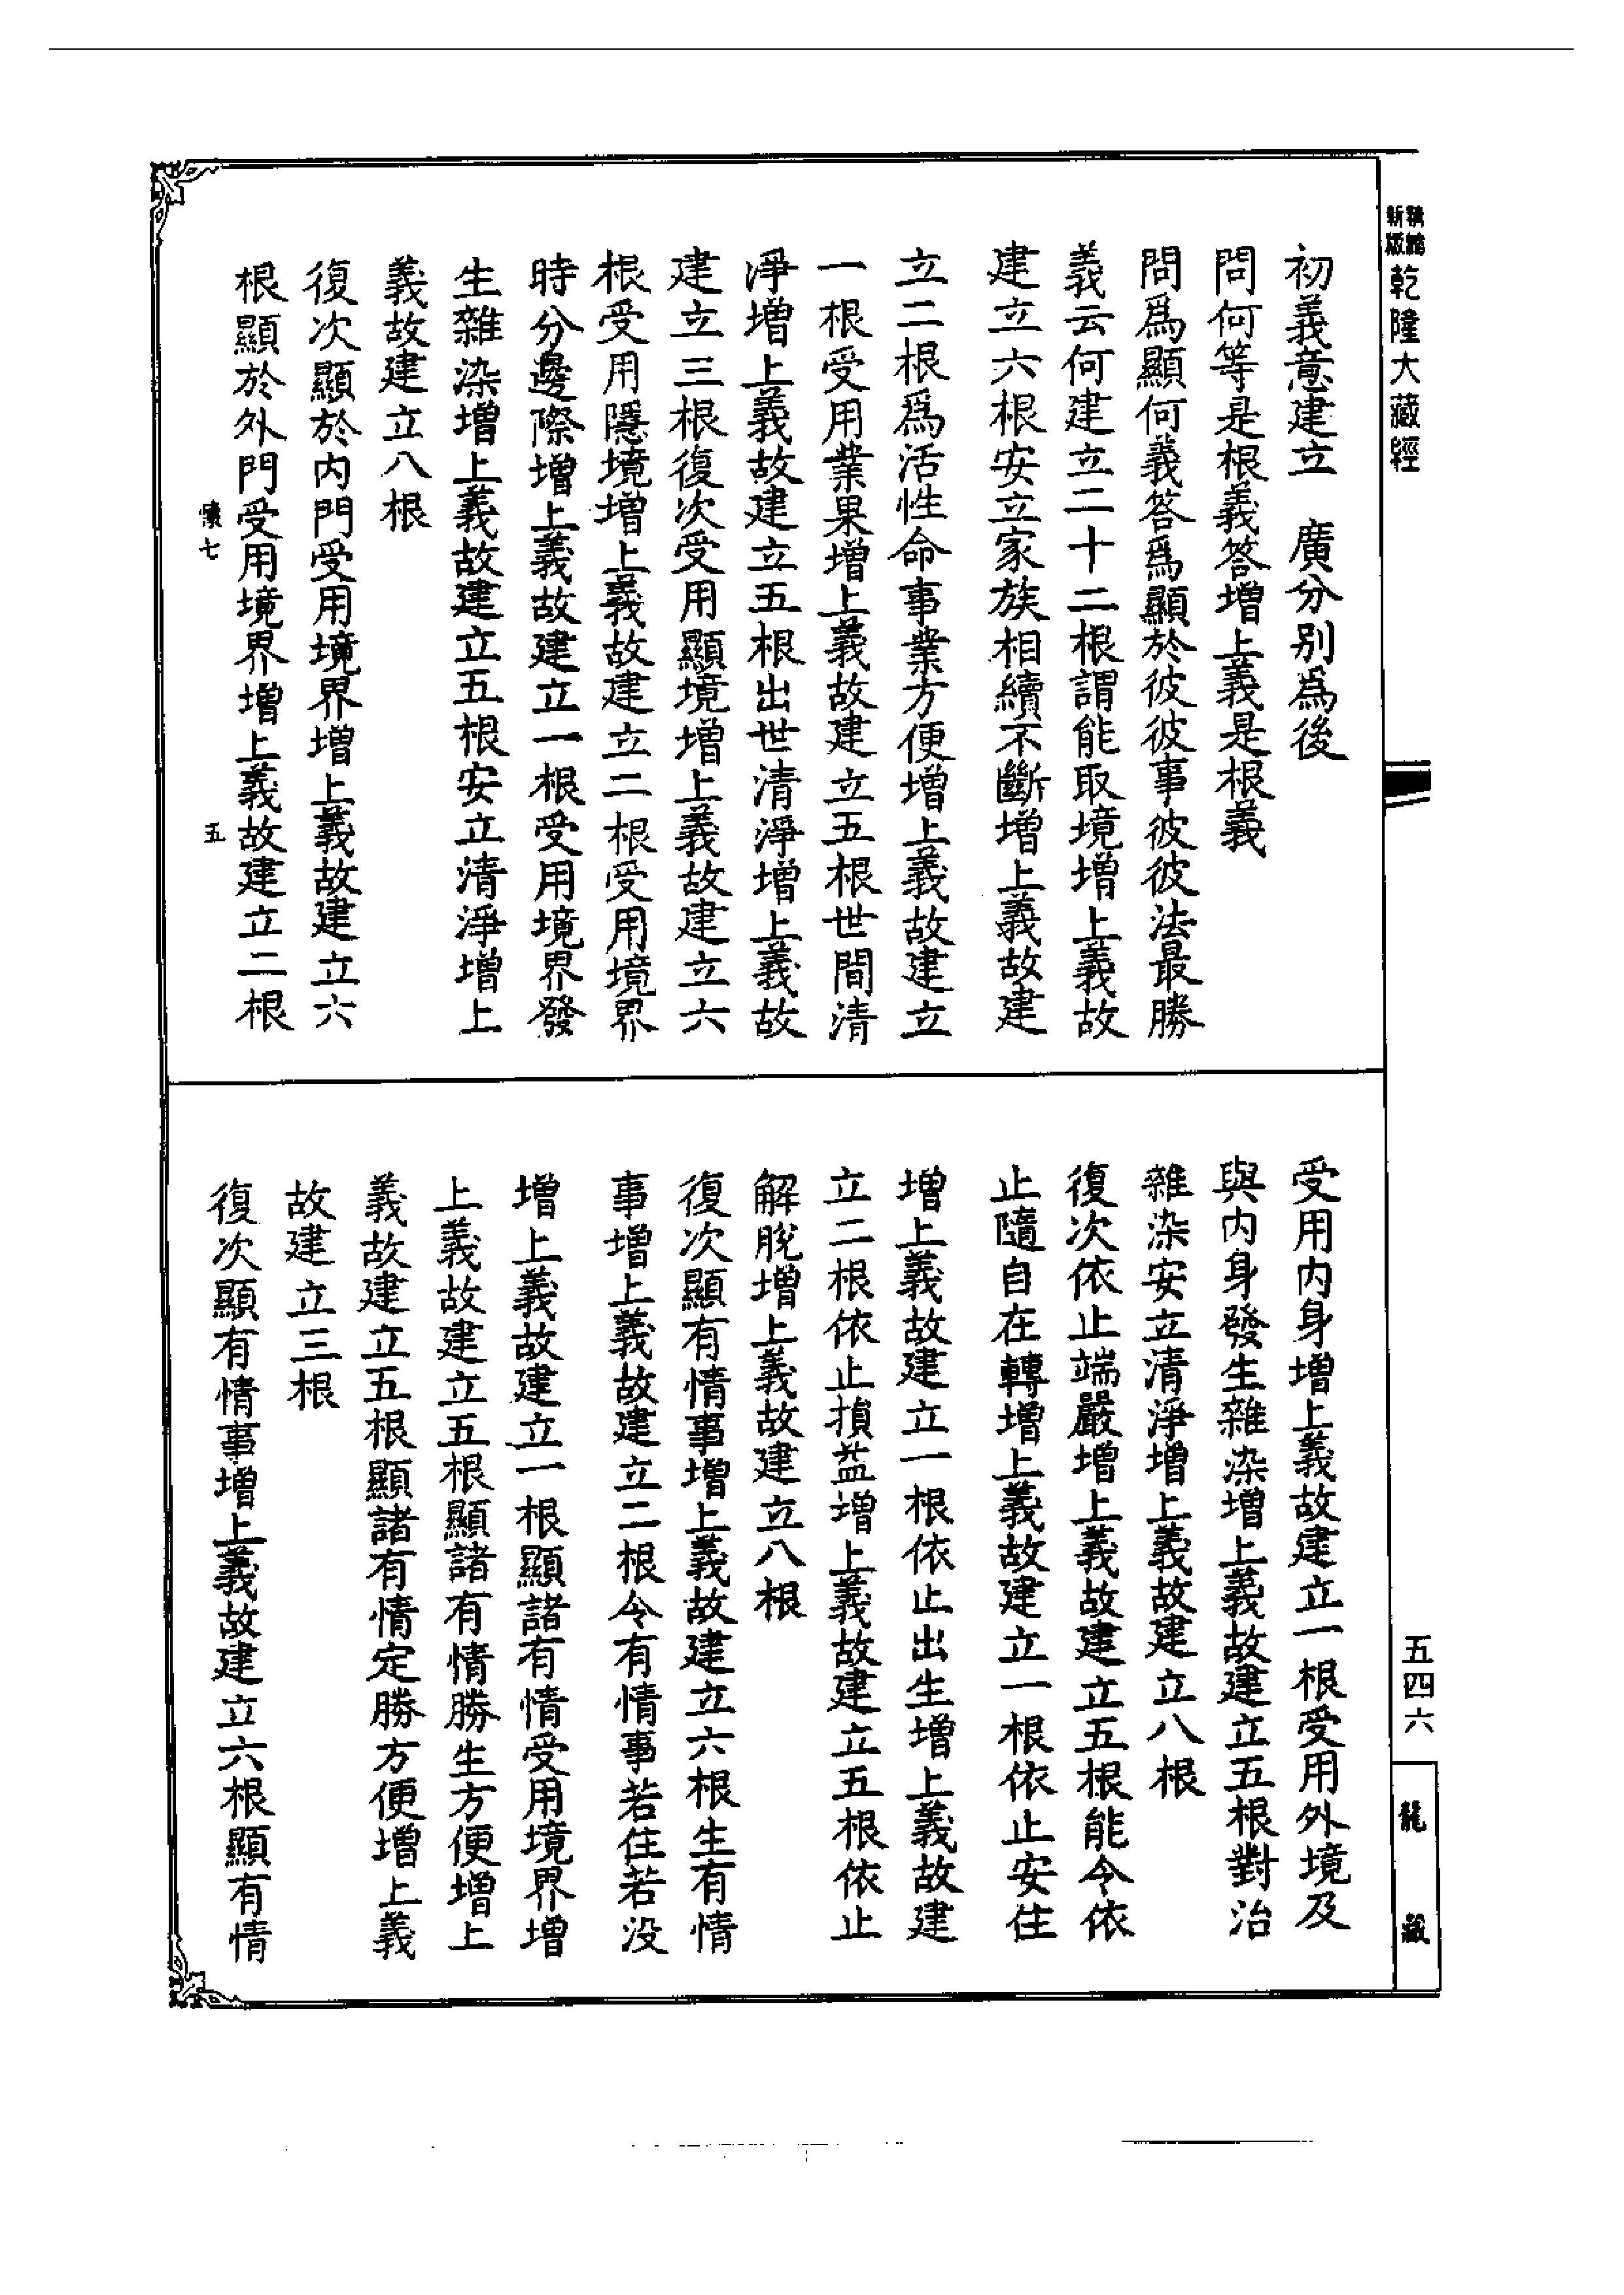 新版
精縮
乾隆大藏經
初義意建立　廣分別爲後
問何等是根義答增上義是根義
問爲顯何義答爲顯於彼彼事彼彼法最勝
義云何建立二十二根謂能取境增上義故
建立六根安立家族相續不斷增上義故建
立二根爲活性命事業方便增上義故建立
一根受用業果增上義故建立五根世間清
淨增上義故建立五根出世清淨增上義故
建立三根復次受用顯境增上義故建立六
根受用隱境增上義故建立二根受用境界
時分邊際增上義故建立一根受用境界發
生雜染增上義故建立五根安立清淨增上
義故建立八根
復次顯於內門受用境界增上義故建立六
根顯於外門受用境界增上義故建立二根
懷七
五
受用內身增上義故建立一根受用外境及
與內身發生雜染增上義故建立五根對治
雜染安立清淨增上義故建立八根
復次依止端嚴增上義故建立五根能令依
止隨自在轉增上義故建立一根依止安住
增上義故建立一根依止出生增上義故建
立二根依止損益增上義故建立五根依止
解脫增上義故建立八根
復次顯有情事增上義故建立六根生有情
事增上義故建立二根令有情事若住若沒
增上義故建立一根顯諸有情受用境界增
上義故建立五根顯諸有情勝生方便增上
義故建立五根顯諸有情定勝方便增上義
故建立三根
復次顯有情事增上義故建立六根顯有情
五四六
龍藏